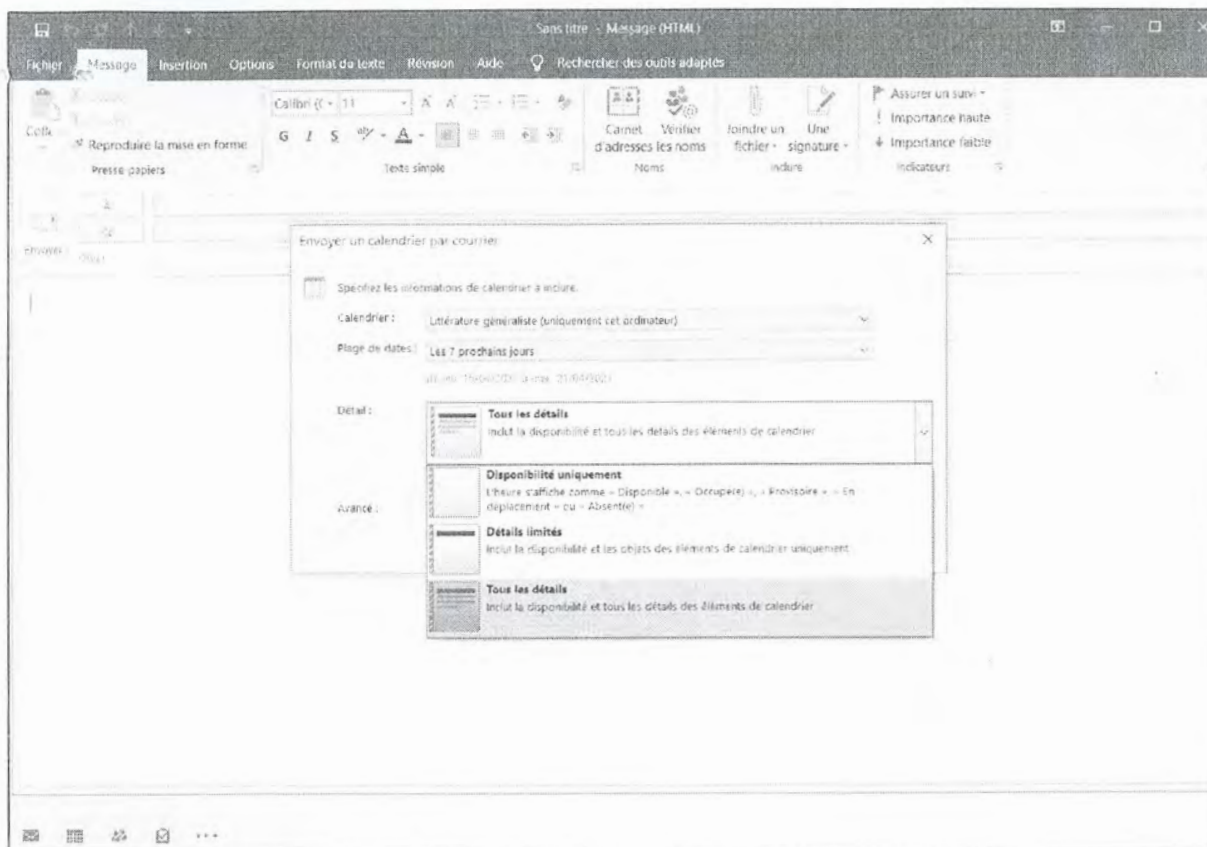 Sans titre - Message (HTML)
Fichier Message Insertion Options Format de texte Révision Aide Rechercher des outils adaptés
Calibri (C 11
Reproduire la mise en forme
G I S
Carnet d'adresses
Vérifier les noms
Joindre un fichier
Une signature
Assurer un suivi
Importance haute
Importance faible
Presse papiers
Texte simple
Noms
Inclure
Indicateurs
Envoyer
Envoyer un calendrier par courrier
Spécifiez les informations de calendrier à inclure.
Calendrier : Littérature généraliste (uniquement cet ordinateur)
Plage de dates : Les 7 prochains jours
Détail :
Tous les détails
Inclut la disponibilité et tous les détails des éléments de calendrier
Disponibilité uniquement
L'heure s'affiche comme « Disponible », « Occupé(e) », « Provisoire », « En
déplacement » ou « Absent(e) »
Avancé :
Détails limités
Inclut la disponibilité et les objets des éléments de calendrier uniquement
Tous les détails
Inclut la disponibilité et tous les détails des éléments de calendrier